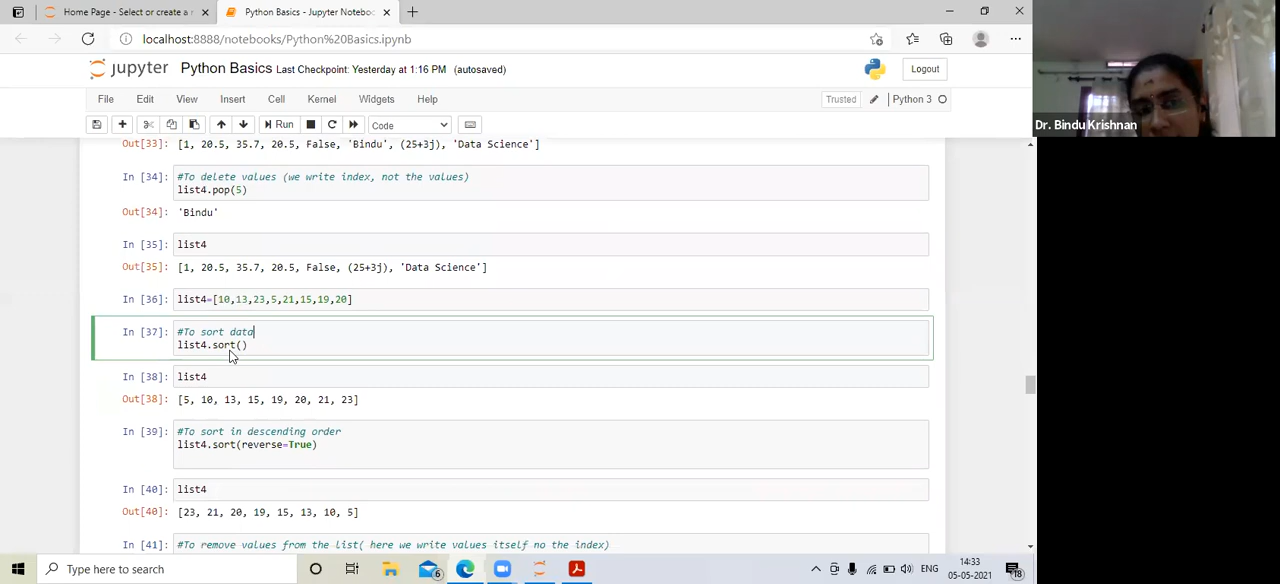 Home Page - Select or create a n
Python Basics - Jupyter Noteboo
localhost:8888/notebooks/Python%20Basics.ipynb
jupyter Python Basics Last Checkpoint: Yesterday at 1:16 PM (autosaved)
Logout
File Edit View Insert Cell Kernel Widgets Help
Trusted
Python 3
Run
Code
Out[33]: [1, 20.5, 35.7, 20.5, False, 'Bindu', (25+3j), 'Data Science']
In [34]: #To delete values (we write index, not the values)
list4.pop(5)
Out[34]: 'Bindu'
In [35]: list4
Out[35]: [1, 20.5, 35.7, 20.5, False, (25+3j), 'Data Science']
In [36]: list4=[10,13,23,5,21,15,19,20]
In [37]: #To sort data
list4.sort()
In [38]: list4
Out[38]: [5, 10, 13, 15, 19, 20, 21, 23]
In [39]: #To sort in descending order
list4.sort(reverse=True)
In [40]: list4
Out[40]: [23, 21, 20, 19, 15, 13, 10, 5]
In [41]: #To remove values from the list( here we write values itself no the index)
Dr. Bindu Krishnan
Type here to search
6
ENG
14:33
05-05-2021
18